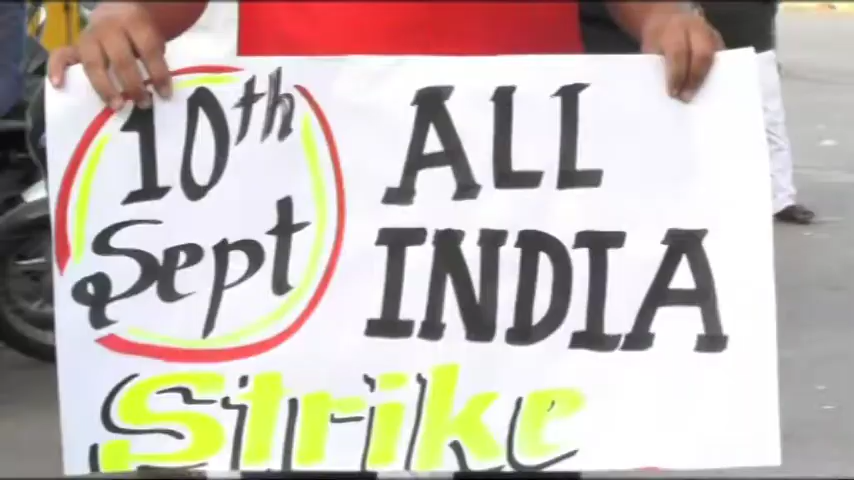 10th
Sept
ALL
INDIA
Strike